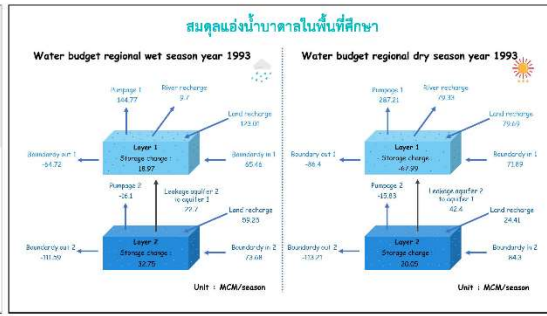 สมดุลแอ่งน้ำบาดาลในพื้นที่ศึกษา
Water budget regional wet season year 1993
Pumpage 1
144.77
River recharge
9.7
Land recharge
123.01
Layer 1
Storage change :
18.97
Boundary out 1
-64.72
Boundary in 1
65.46
Pumpage 2
-16.1
Leakage aquifer 2
to aquifer 1
22.7
Land recharge
59.25
Layer 2
Storage change :
32.75
Boundary out 2
-111.59
Boundary in 2
73.68
Unit : MCM/season
Water budget regional dry season year 1993
Pumpage 1
287.21
River recharge
79.33
Land recharge
79.69
Layer 1
Storage change :
-67.99
Boundary out 1
-86.4
Boundary in 1
71.89
Pumpage 2
-15.83
Leakage aquifer 2
to aquifer 1
42.4
Land recharge
24.41
Layer 2
Storage change :
20.05
Boundary out 2
-113.21
Boundary in 2
84.3
Unit : MCM/season